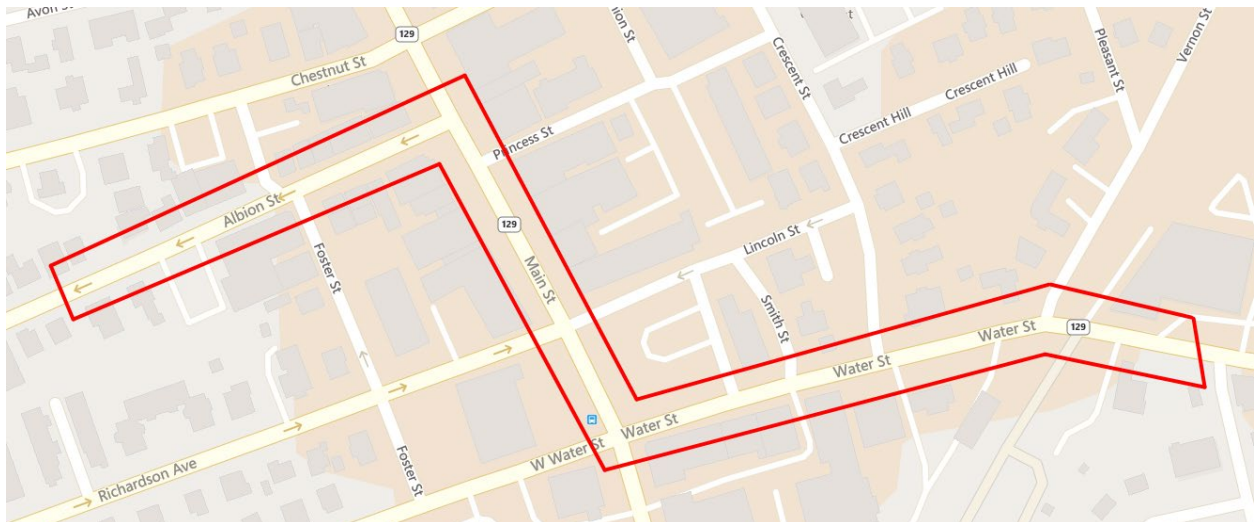 Avon St
129
Chestnut St
Crescent St
Pleasant St
Vernon St
Crescent Hill
Crescent Hill
Princess St
Albion St
129
Foster St
Main St
Lincoln St
Smith St
Water St
129
Water St
Water St
W Water St
Foster St
Richardson Ave